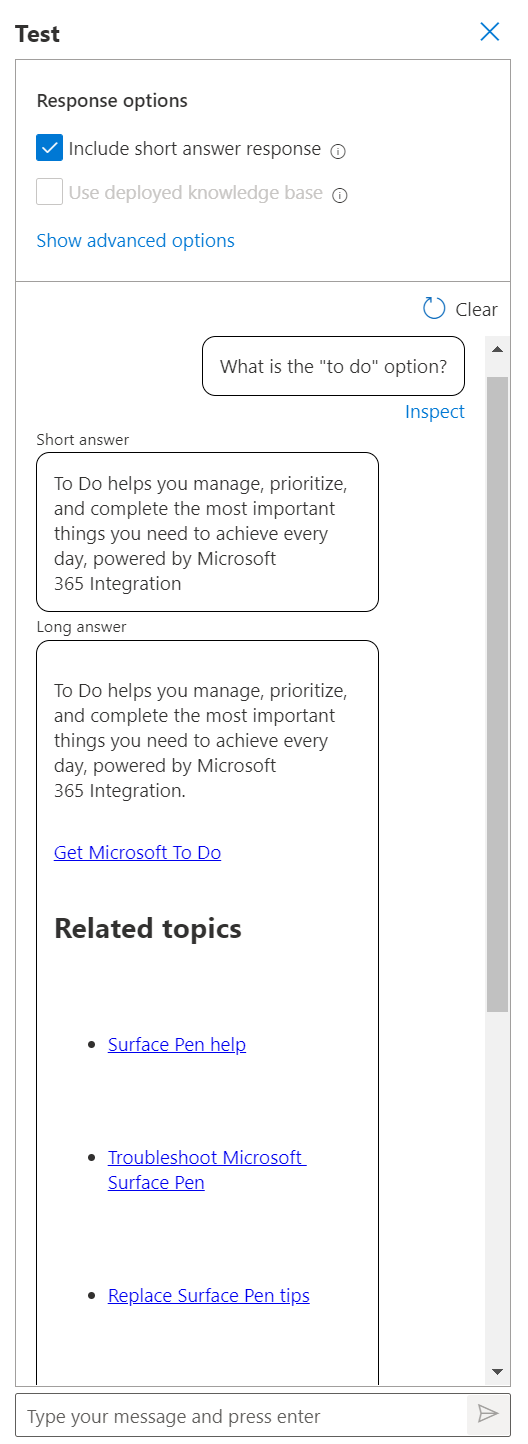 Test
Response options
Include short answer response
Use deployed knowledge base
Show advanced options
Clear
What is the "to do" option?
Inspect
Short answer
To Do helps you manage, prioritize,
and complete the most important
things you need to achieve every
day, powered by Microsoft
365 Integration
Long answer
To Do helps you manage, prioritize,
and complete the most important
things you need to achieve every
day, powered by Microsoft
365 Integration.
Get Microsoft To Do
Related topics
Surface Pen help
Troubleshoot Microsoft
Surface Pen
Replace Surface Pen tips
Type your message and press enter